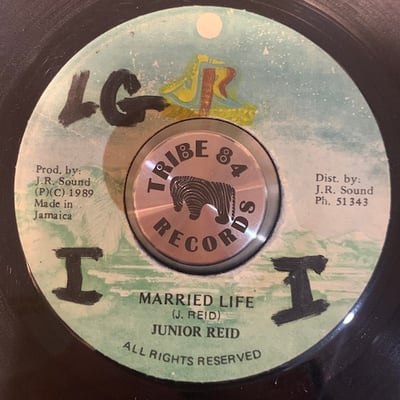 LG
JR
Prod. by:
J.R. Sound
(P)(C) 1989
Made in
Jamaica
TRIBE 84
RECORDS
Dist. by:
J.R. Sound
Ph. 51343
I I
MARRIED LIFE
(J. REID)
JUNIOR REID
ALL RIGHTS RESERVED